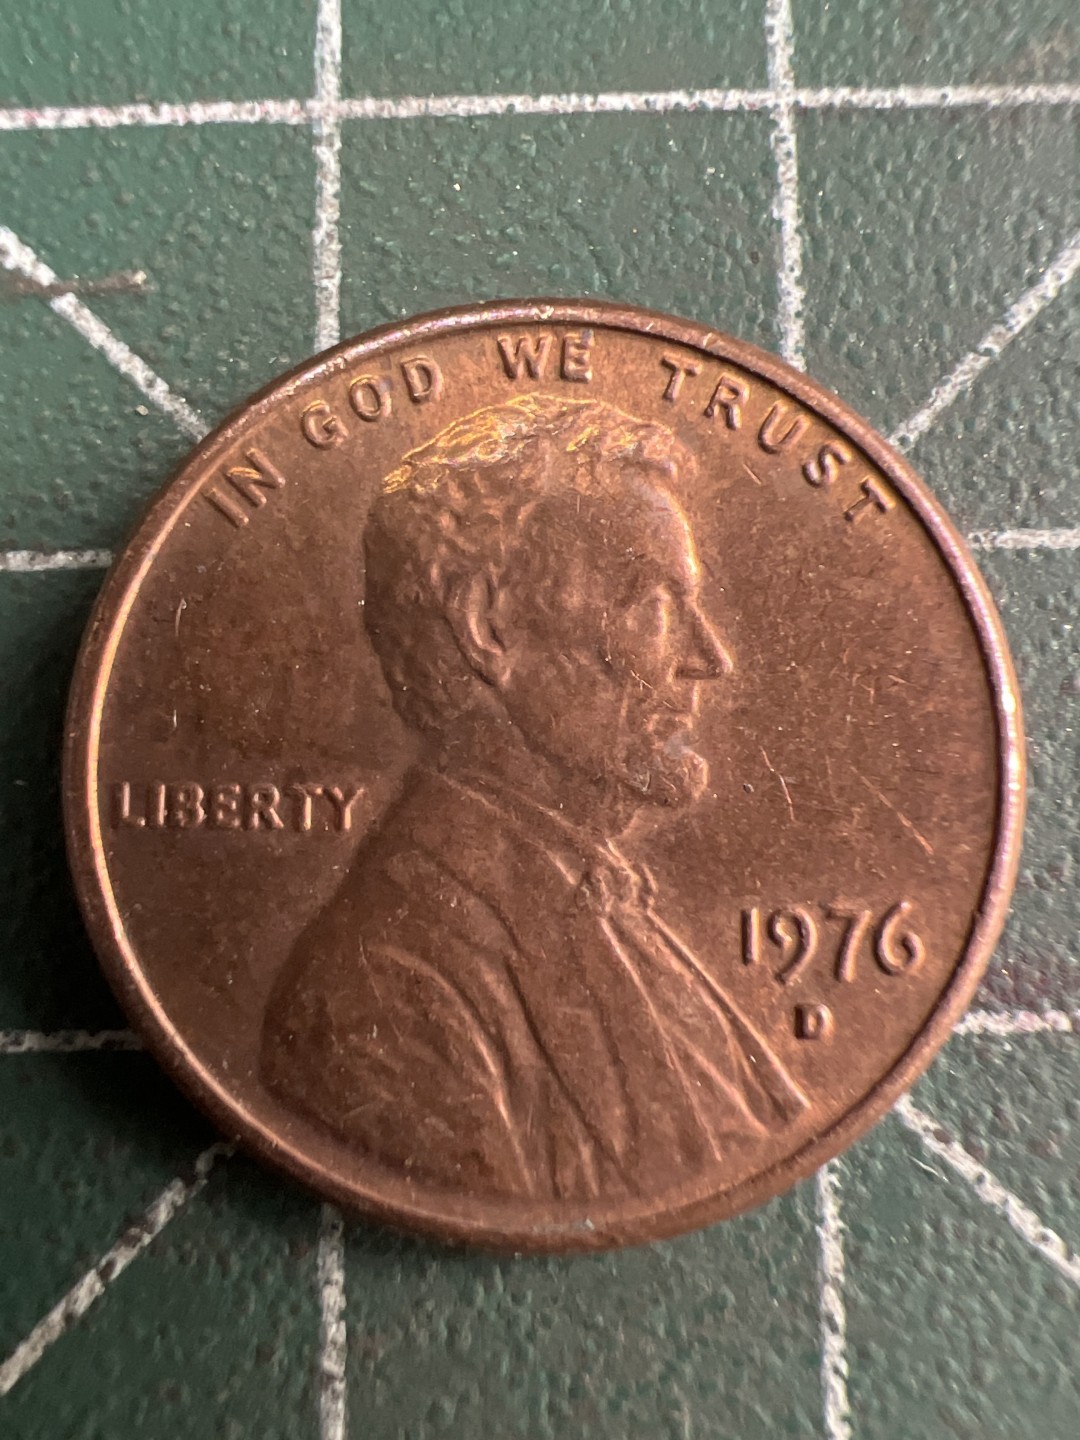 IN GOD WE TRUST
LIBERTY
1976
D